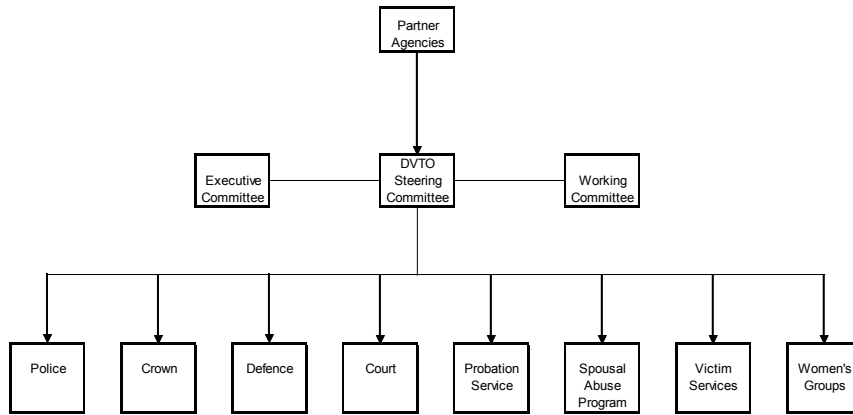 Partner
Agencies
Executive
Committee
DVTO
Steering
Committee
Working
Committee
Police
Crown
Defence
Court
Probation
Service
Spousal
Abuse
Program
Victim
Services
Women's
Groups